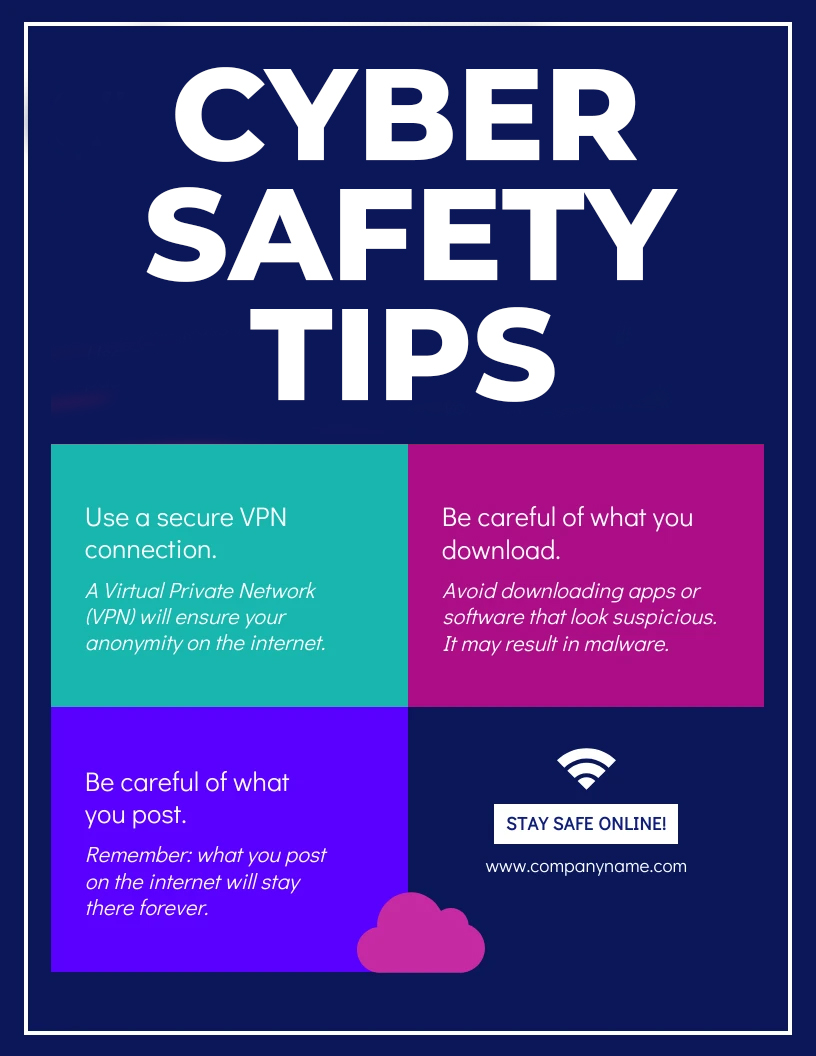 CYBER
SAFETY
TIPS
Use a secure VPN
connection.
A Virtual Private Network
(VPN) will ensure your
anonymity on the internet.
Be careful of what you
download.
Avoid downloading apps or
software that look suspicious.
It may result in malware.
Be careful of what
you post.
Remember: what you post
on the internet will stay
there forever.
STAY SAFE ONLINE!
www.companyname.com